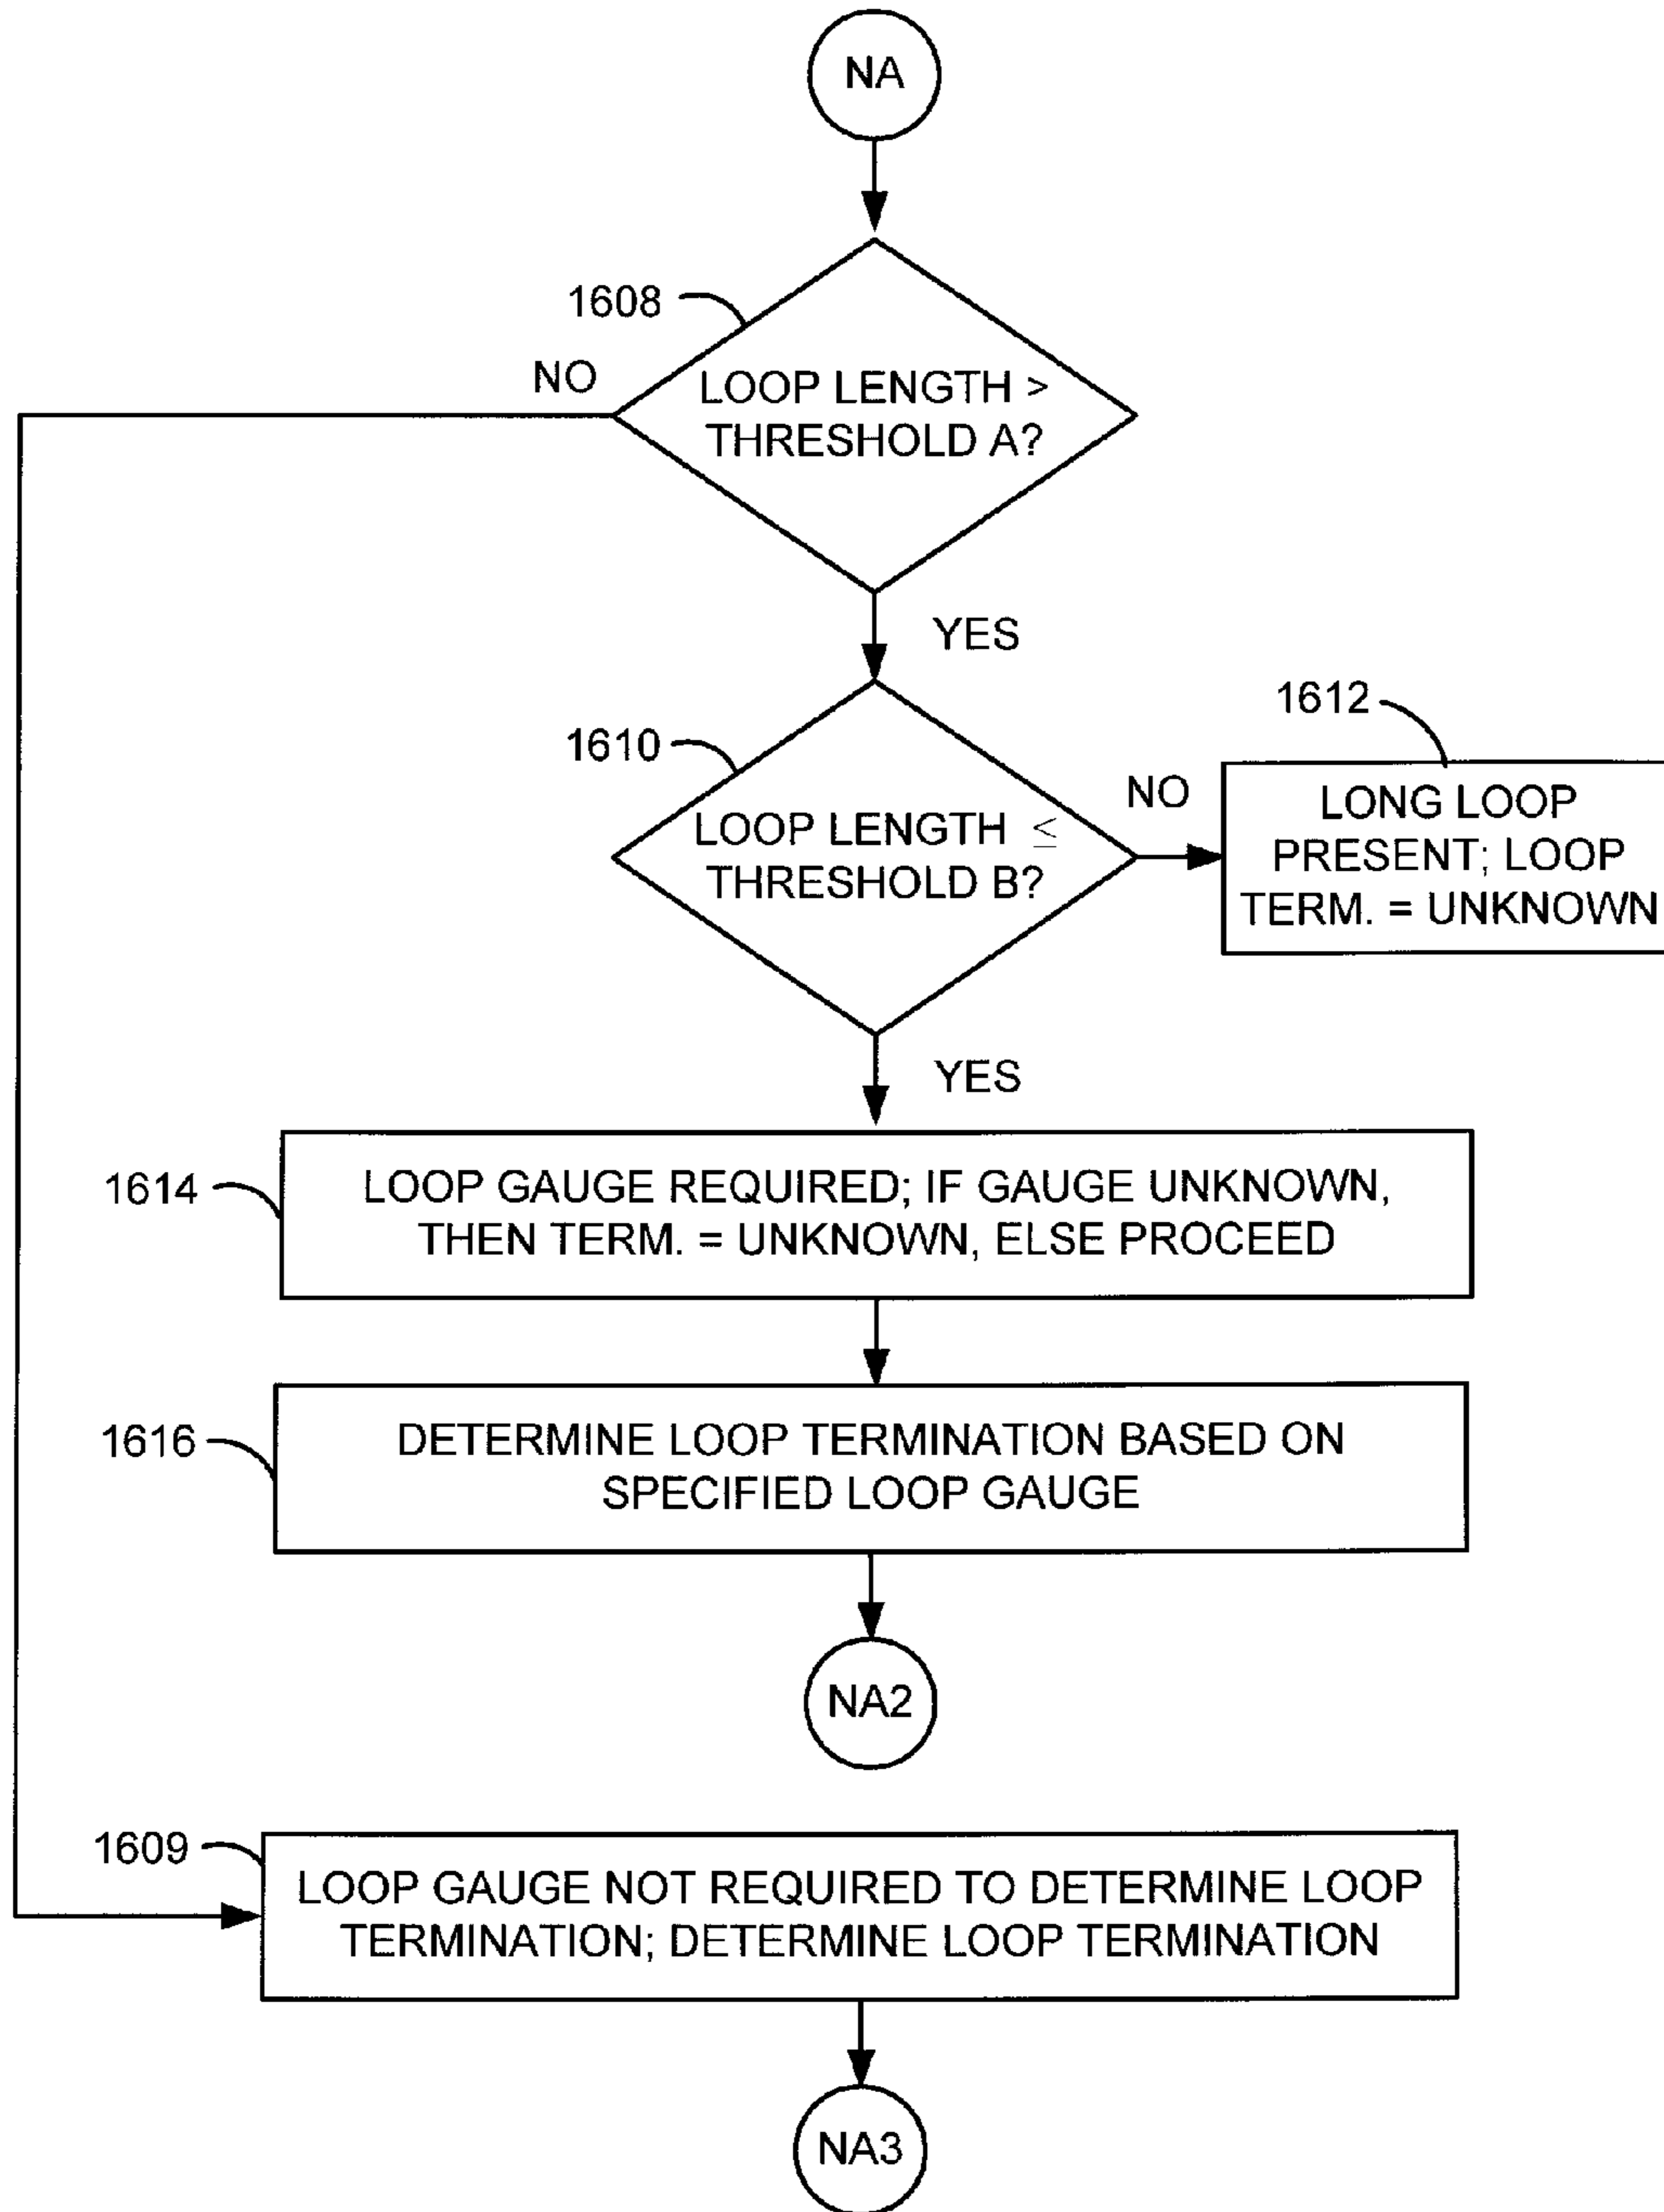 NA
1608
NO
LOOP LENGTH >
THRESHOLD A?
YES
1612
1610
NO
LOOP LENGTH ≤
THRESHOLD B?
LONG LOOP
PRESENT; LOOP
TERM. = UNKNOWN
YES
1614
LOOP GAUGE REQUIRED; IF GAUGE UNKNOWN,
THEN TERM. = UNKNOWN, ELSE PROCEED
1616
DETERMINE LOOP TERMINATION BASED ON
SPECIFIED LOOP GAUGE
NA2
1609
LOOP GAUGE NOT REQUIRED TO DETERMINE LOOP
TERMINATION; DETERMINE LOOP TERMINATION
NA3